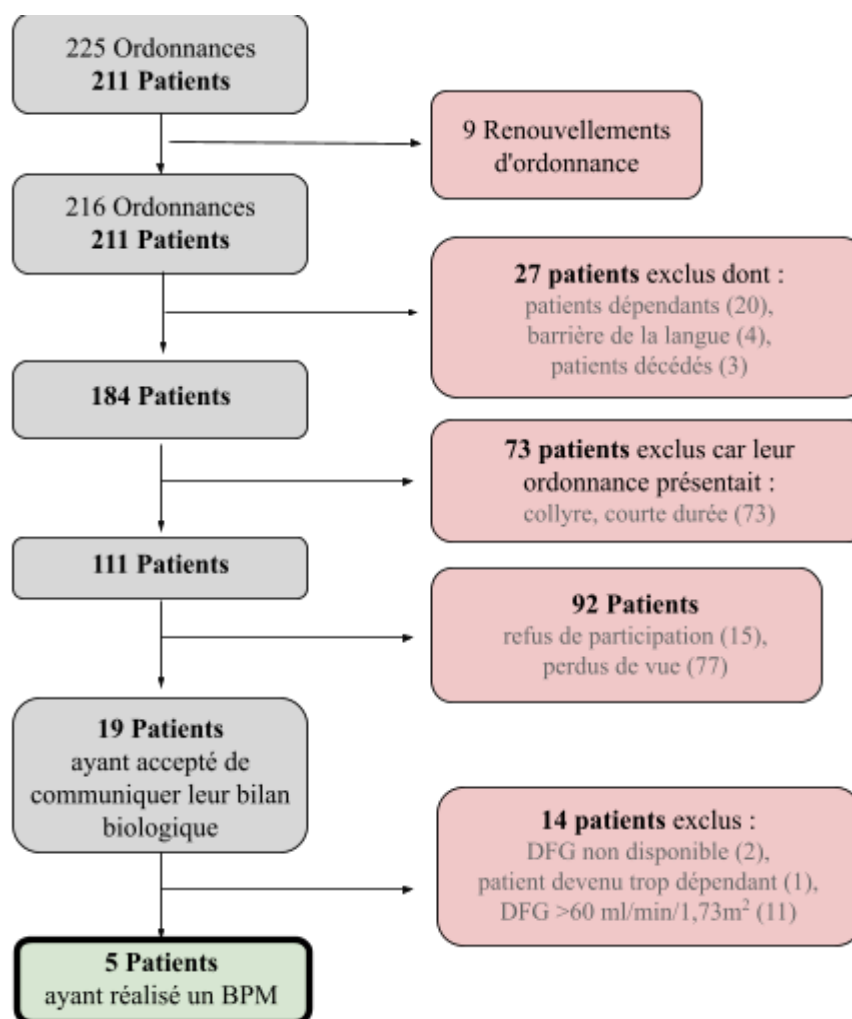 225 Ordonnances
211 Patients
9 Renouvellements
d'ordonnance
216 Ordonnances
211 Patients
27 patients exclus dont :
patients dépendants (20),
barrière de la langue (4),
patients décédés (3)
184 Patients
73 patients exclus car leur
ordonnance présentait :
collyre, courte durée (73)
111 Patients
92 Patients
refus de participation (15),
perdus de vue (77)
19 Patients
ayant accepté de
communiquer leur bilan
biologique
14 patients exclus :
DFG non disponible (2),
patient devenu trop dépendant (1),
DFG >60 ml/min/1,73m² (11)
5 Patients
ayant réalisé un BPM